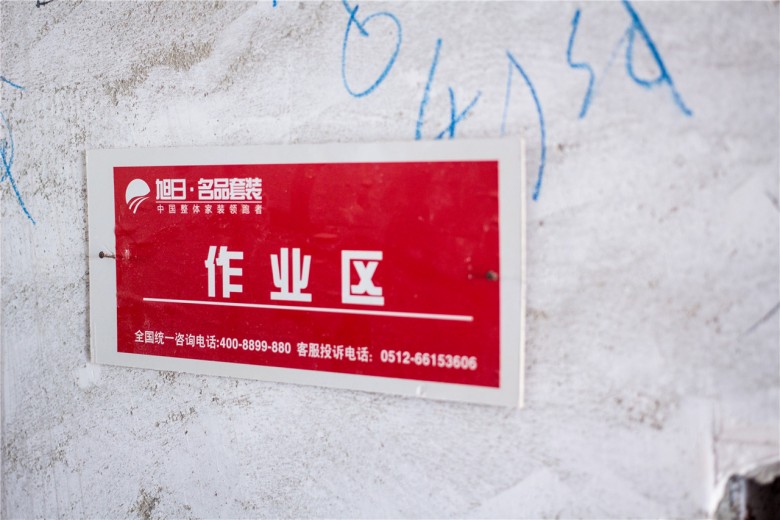 旭日·名品套装
中国整体家装领跑者
作业区
全国统一咨询电话:400-8899-880 客服投诉电话: 0512-66153606